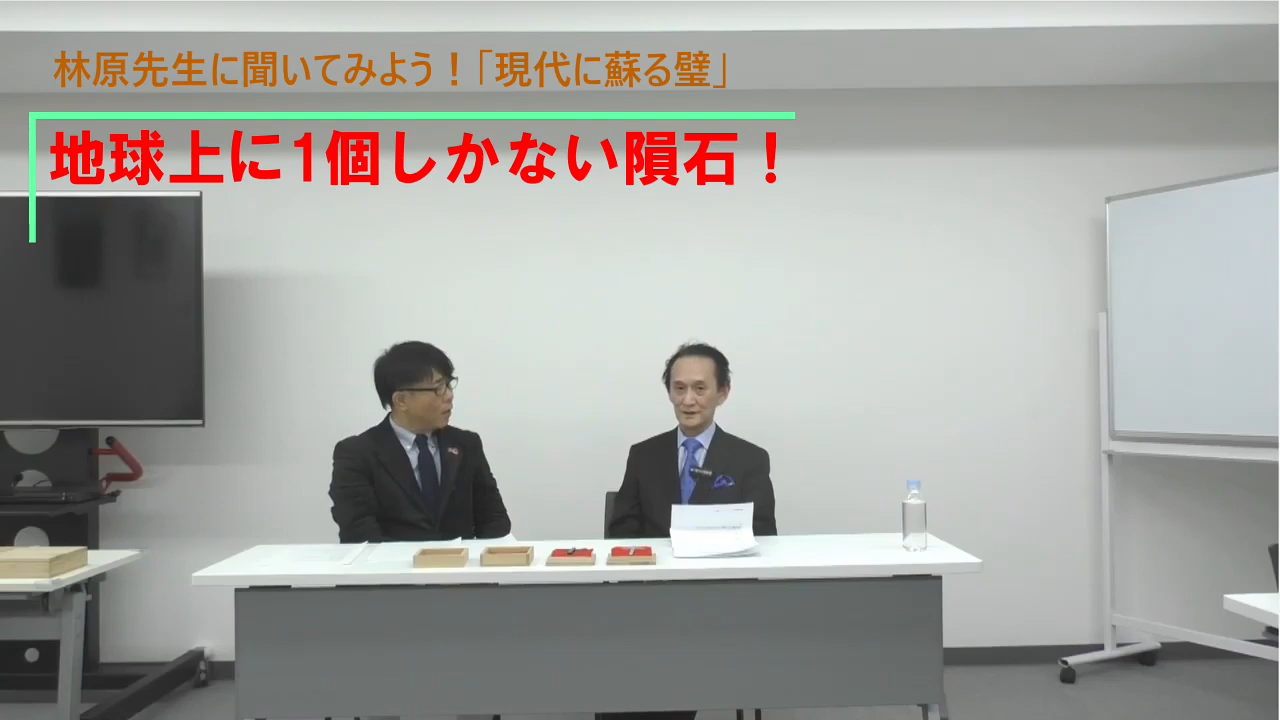 林原先生に聞いてみよう！「現代に蘇る璧」
地球上に1個しかない隕石！